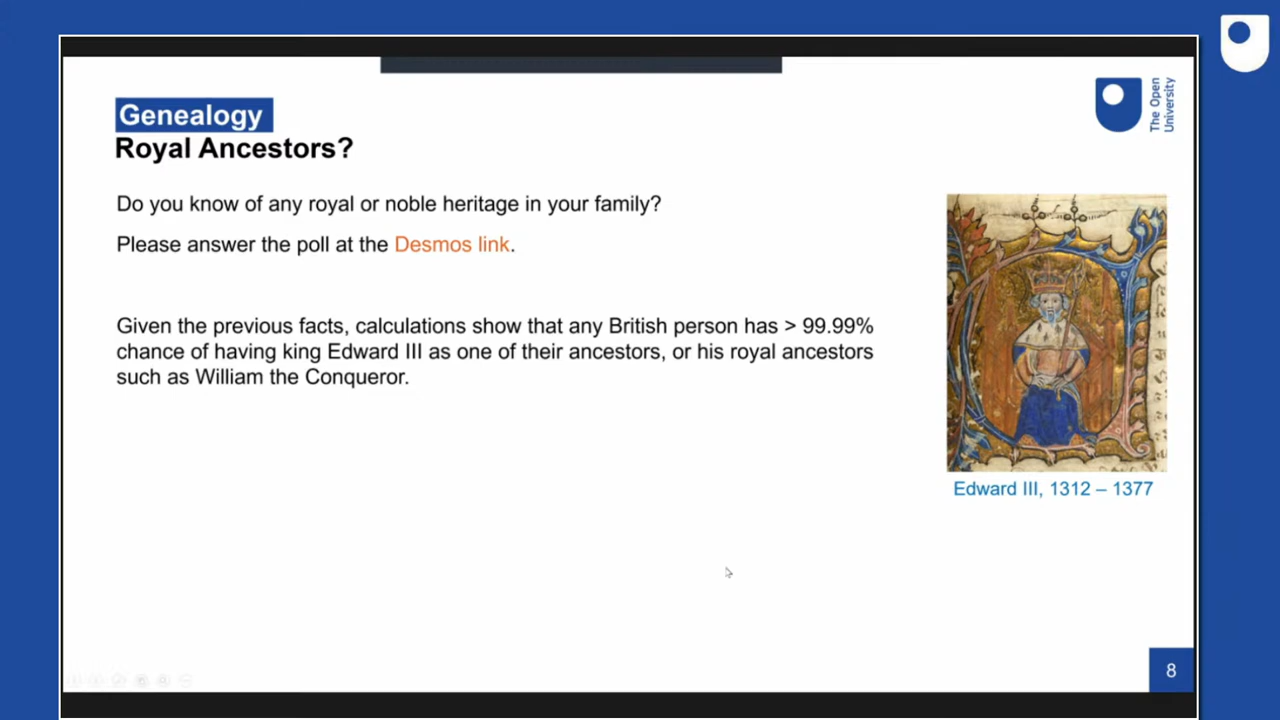 Genealogy
Royal Ancestors?
The Open
University
Do you know of any royal or noble heritage in your family?
Please answer the poll at the Desmos link.
Given the previous facts, calculations show that any British person has > 99.99%
chance of having king Edward III as one of their ancestors, or his royal ancestors
such as William the Conqueror.
Edward III, 1312 – 1377
8